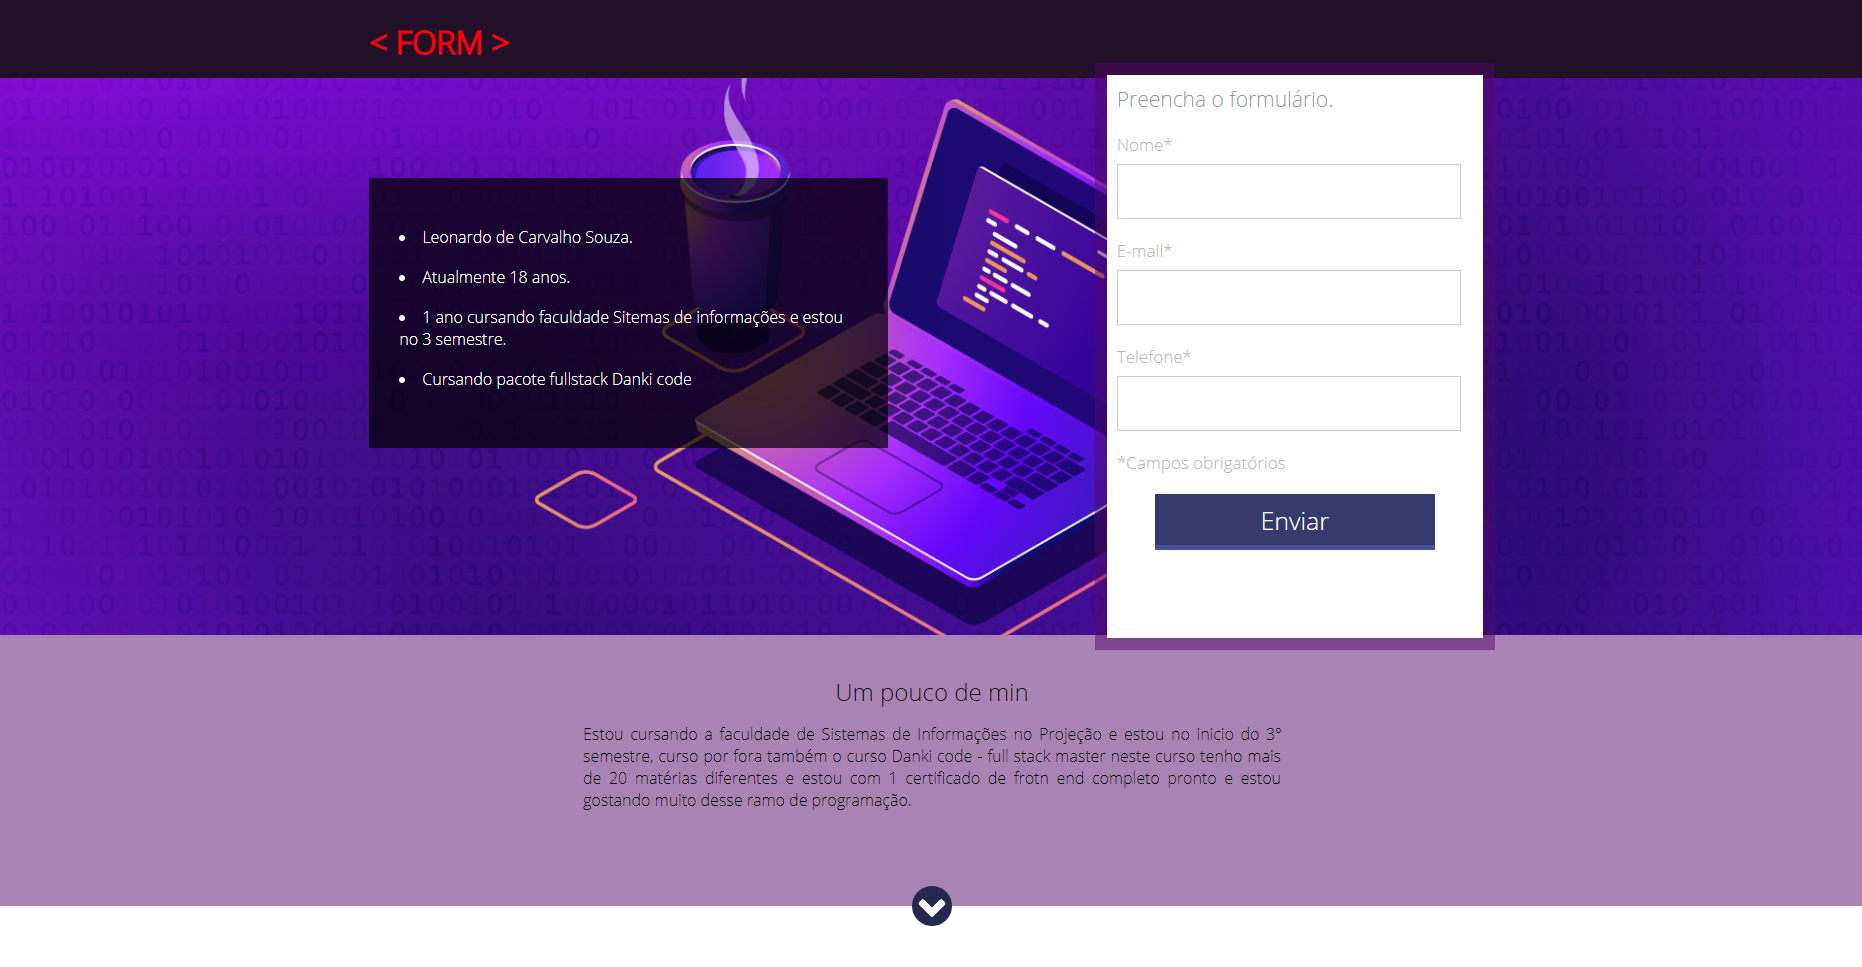 < FORM >
Leonardo de Carvalho Souza.
Atualmente 18 anos.
1 ano cursando faculdade Sitemas de informações e estou
no 3 semestre.
Cursando pacote fullstack Danki code
Preencha o formulário.
Nome*
E-mail*
Telefone*
*Campos obrigatórios
Enviar
Um pouco de min
Estou cursando a faculdade de Sistemas de Informações no Projeção e estou no inicio do 3º
semestre, curso por fora também o curso Danki code - full stack master neste curso tenho mais
de 20 matérias diferentes e estou com 1 certificado de frotn end completo pronto e estou
gostando muito desse ramo de programação.